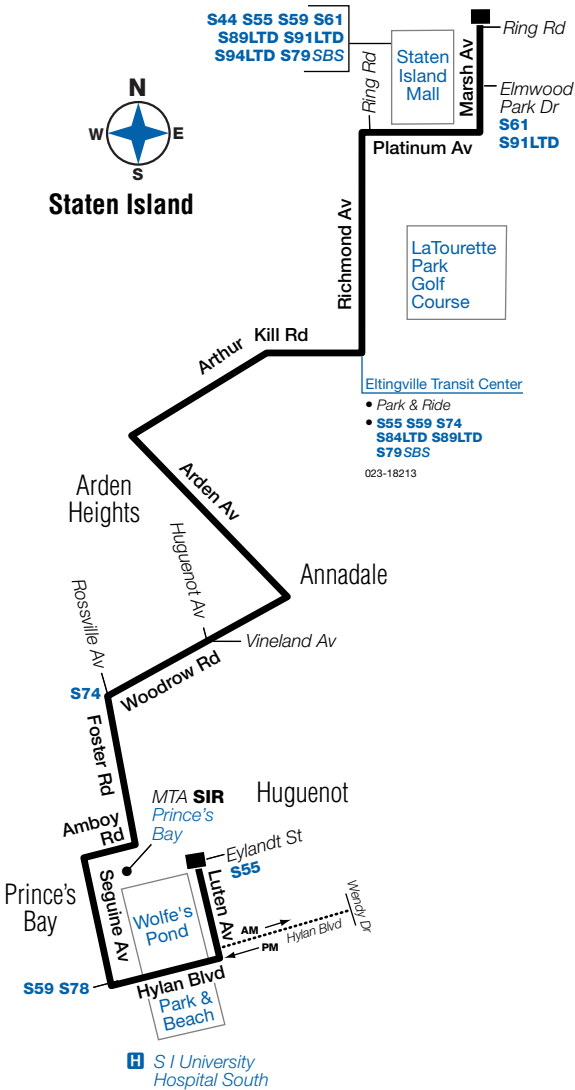 S44 S55 S59 S61
S89LTD S91LTD
S94LTD S79SBS
Ring Rd
Staten
Island
Mall
Marsh Av
Ring Rd
Elmwood
Park Dr
S61
S91LTD
Platinum Av
N
W
E
S
Staten Island
Richmond Av
LaTourette
Park
Golf
Course
Arthur
Kill Rd
Eltingville Transit Center
• Park & Ride
• S55 S59 S74
S84LTD S89LTD
S79SBS
023-18213
Arden
Heights
Arden Av
Annadale
Huguenot Av
Vineland Av
Rossville Av
Woodrow Rd
S74
Foster Rd
Amboy
Rd
MTA SIR
Prince's
Bay
Huguenot
Eylandt St
S55
Luten Av
Prince's
Bay
Seguine Av
Wolfe's
Pond
AM
PM
Hylan Blvd
Wendy Dr
S59 S78
Hylan Blvd
Park &
Beach
H S I University
Hospital South